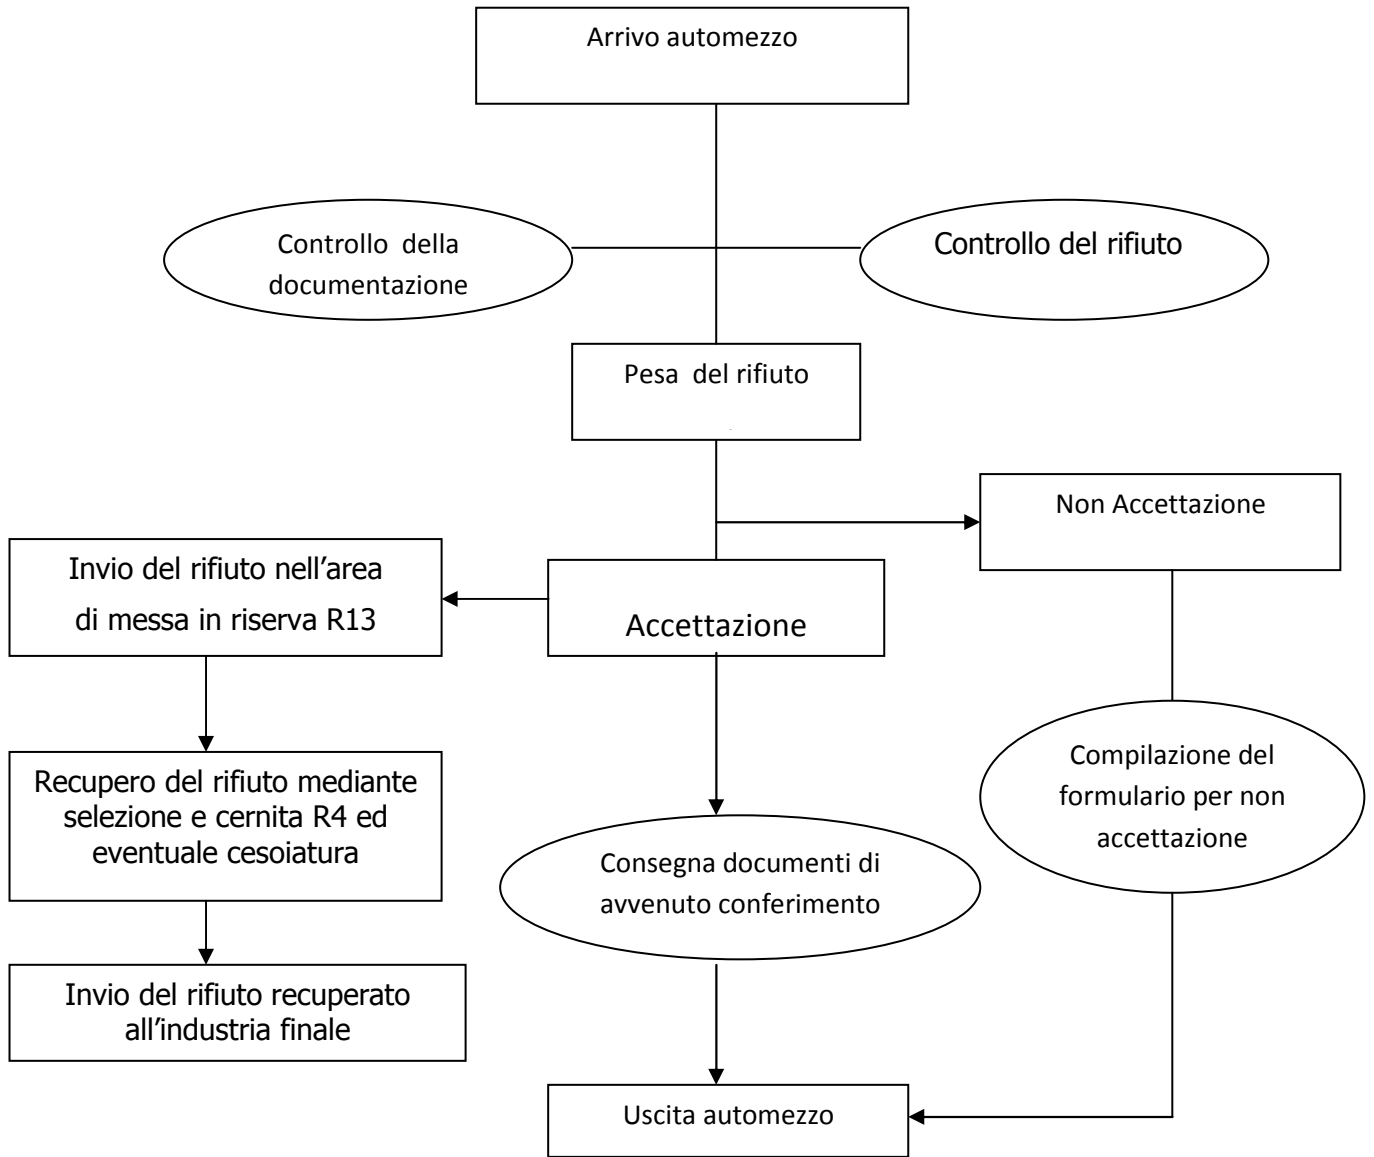 Arrivo automezzo
Controllo della
documentazione
Controllo del rifiuto
Pesa del rifiuto
Non Accettazione
Invio del rifiuto nell’area
di messa in riserva R13
Accettazione
Recupero del rifiuto mediante
selezione e cernita R4 ed
eventuale cesoiatura
Compilazione del
formulario per non
accettazione
Consegna documenti di
avvenuto conferimento
Invio del rifiuto recuperato
all’industria finale
Uscita automezzo